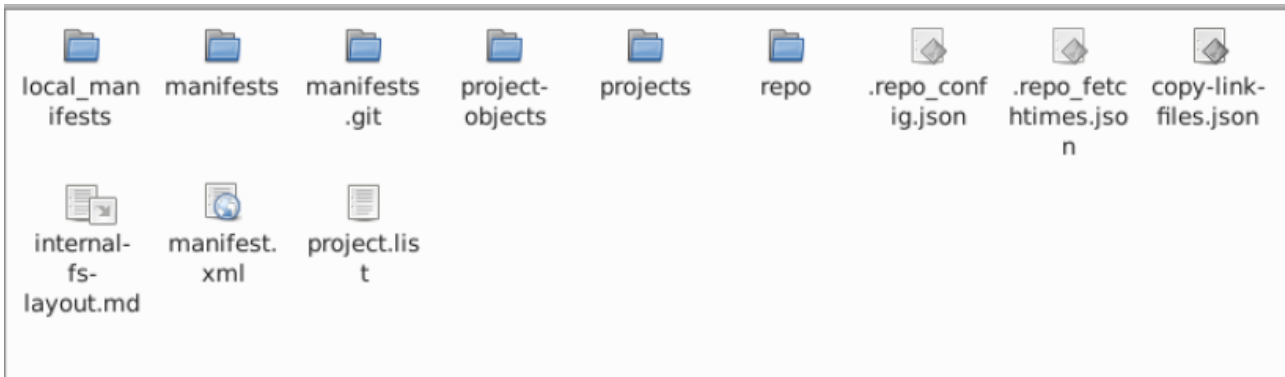 local_man
ifests
manifests
manifests
.git
project-
objects
projects
repo
.repo_conf
ig.json
.repo_fetc
htimes.jso
n
copy-link-
files.json
internal-
fs-
layout.md
manifest.
xml
project.lis
t